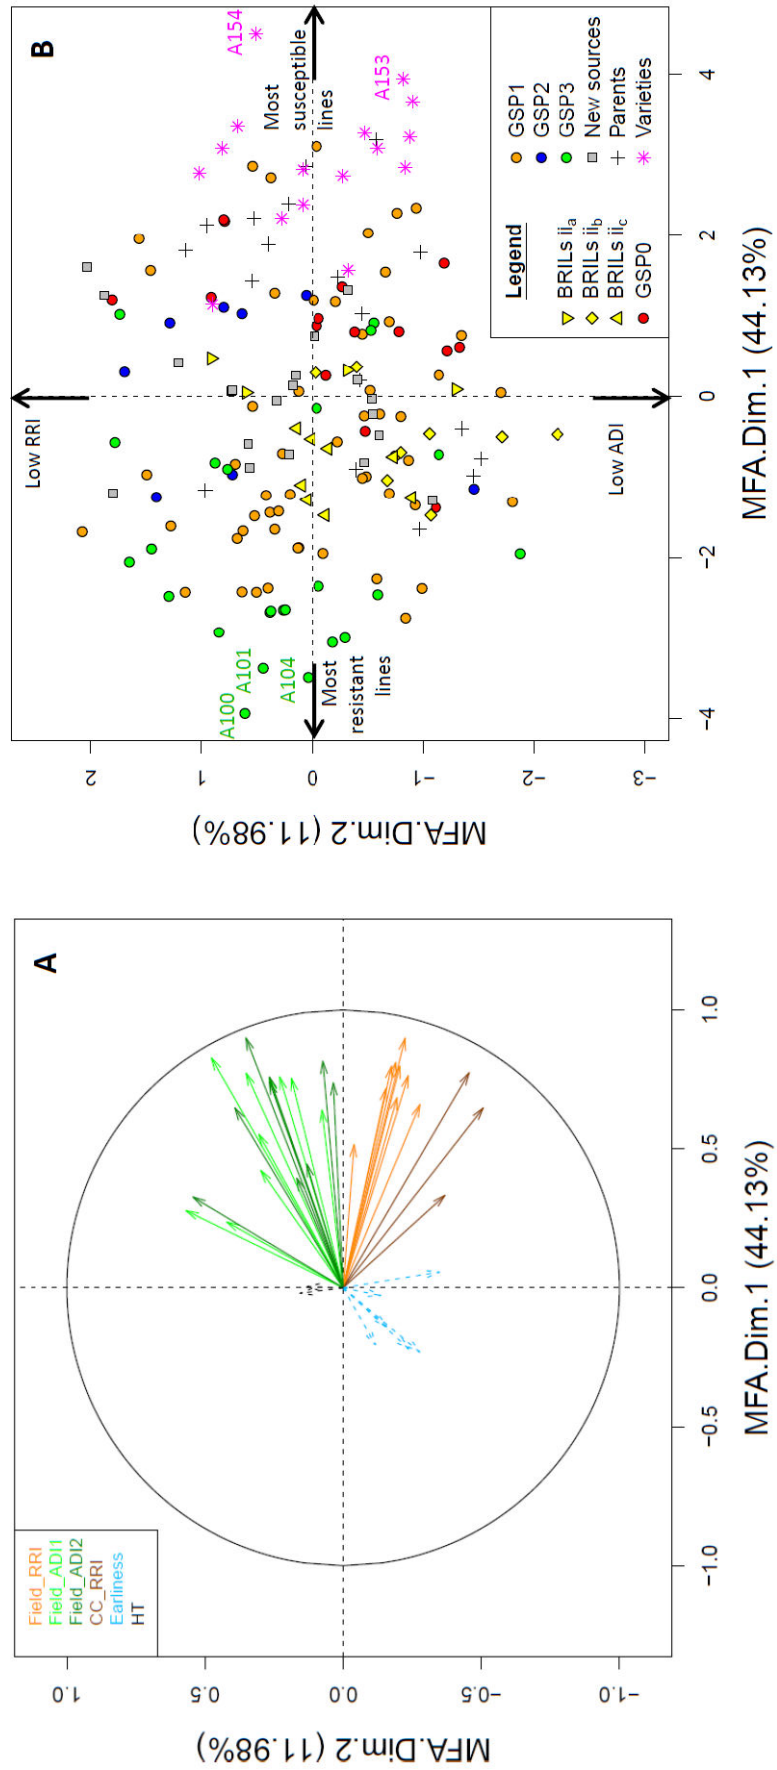 A
Field_RRI
Field_ADI1
Field_ADI2
CC_RRI
Earliness
HT
1.0
0.5
0.0
−0.5
−1.0
MFA.Dim.2 (11.98%)
−1.0
−0.5
0.0
0.5
1.0
MFA.Dim.1 (44.13%)
B
Low RRI
A154
A100
A101
A104
Most
susceptible
lines
Most
resistant
lines
A153
Low ADI
Legend
BRILs iia
BRILs iib
BRILs iic
GSP0
GSP1
GSP2
GSP3
New sources
Parents
Varieties
2
1
0
−1
−2
−3
MFA.Dim.2 (11.98%)
−4
−2
0
2
4
MFA.Dim.1 (44.13%)